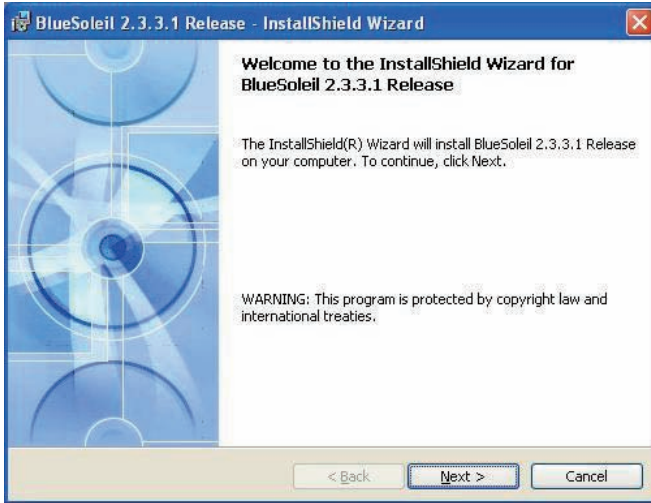 BlueSoleil 2.3.3.1 Release - InstallShield Wizard
Welcome to the InstallShield Wizard for
BlueSoleil 2.3.3.1 Release
The InstallShield(R) Wizard will install BlueSoleil 2.3.3.1 Release
on your computer. To continue, click Next.
WARNING: This program is protected by copyright law and
international treaties.
< Back Next > Cancel